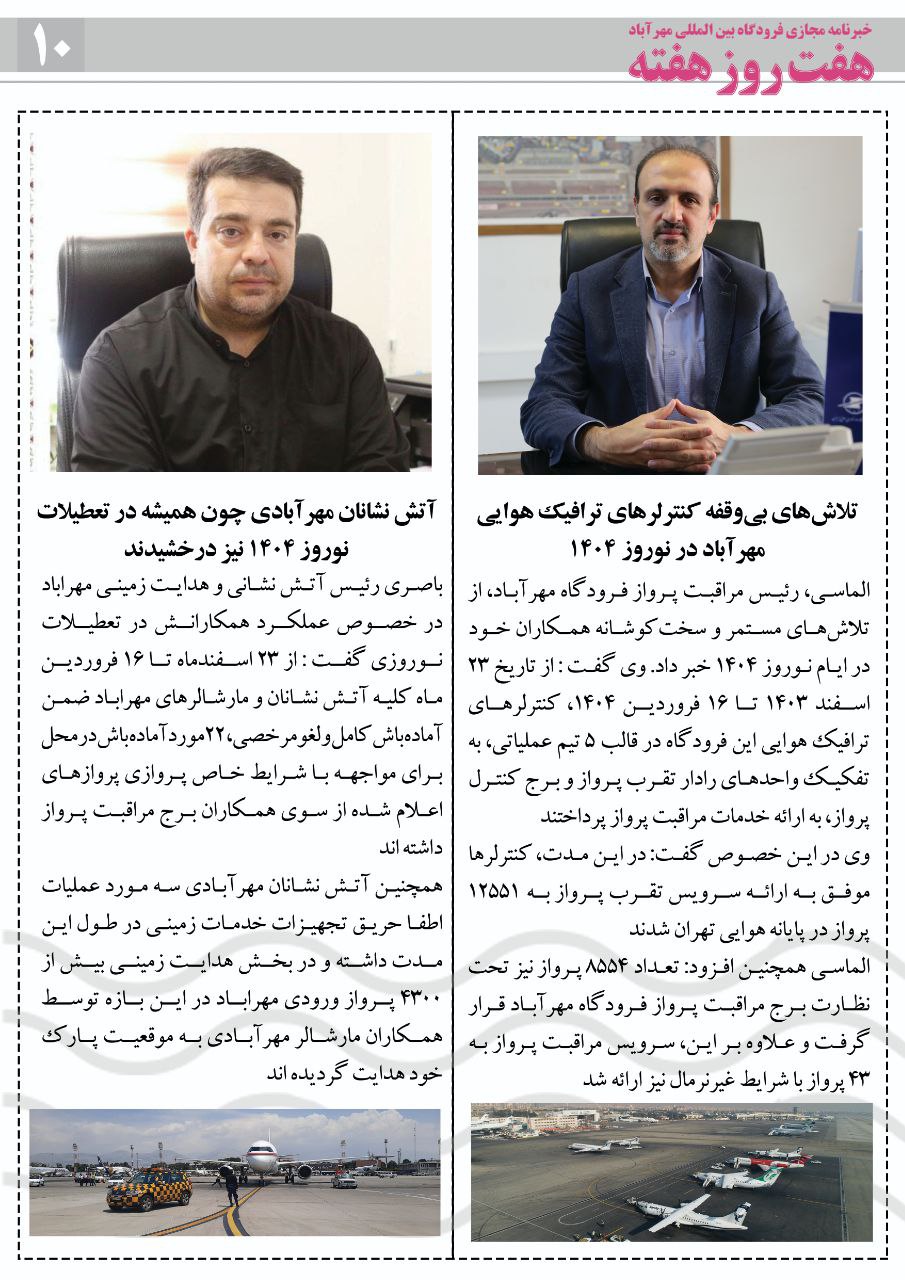 خبرنامه مجازی فرودگاه بین المللی مهرآباد
هفت روز هفته
۱۰
تلاش‌های بی‌وقفه کنترلرهای ترافیک هوایی
مهرآباد در نوروز ۱۴۰۴
الماسی، رئیس مراقبت پرواز فرودگاه مهرآباد، از
تلاش‌های مستمر و سخت‌کوشانه همکاران خود
در ایام نوروز ۱۴۰۴ خبر داد. وی گفت : از تاریخ ۲۳
اسفند ۱۴۰۳ تا ۱۶ فروردین ۱۴۰۴، کنترلرهای
ترافیک هوایی این فرودگاه در قالب ۵ تیم عملیاتی، به
تفکیک واحدهای رادار تقرب پرواز و برج کنترل
پرواز، به ارائه خدمات مراقبت پرواز پرداختند
وی در این خصوص گفت: در این مدت، کنترلرها
موفق به ارائه سرویس تقرب پرواز به ۱۲۵۵۱
پرواز در پایانه هوایی تهران شدند
الماسی همچنین افزود: تعداد ۸۵۵۴ پرواز نیز تحت
نظارت برج مراقبت پرواز فرودگاه مهرآباد قرار
گرفت و علاوه بر این، سرویس مراقبت پرواز به
۴۳ پرواز با شرایط غیرنرمال نیز ارائه شد
آتش نشانان مهرآبادی چون همیشه در تعطیلات
نوروز ۱۴۰۴ نیز درخشیدند
باصری رئیس آتش نشانی و هدایت زمینی مهراباد
در خصوص عملکرد همکارانش در تعطیلات
نوروزی گفت : از ۲۳ اسفندماه تا ۱۶ فروردین
ماه کلیه آتش نشانان و مارشالرهای مهراباد ضمن
آماده‌باش کامل ولغو مرخصی، ۲۲ مورد آماده‌باش در محل
برای مواجهه با شرایط خاص پروازی پروازهای
اعلام شده از سوی همکاران برج مراقبت پرواز
داشته اند
همچنین آتش نشانان مهرآبادی سه مورد عملیات
اطفا حریق تجهیزات خدمات زمینی در طول این
مدت داشته و در بخش هدایت زمینی بیش از
۴۳۰۰ پرواز ورودی مهراباد در این بازه توسط
همکاران مارشالر مهرآبادی به موقعیت پارک
خود هدایت گردیده اند